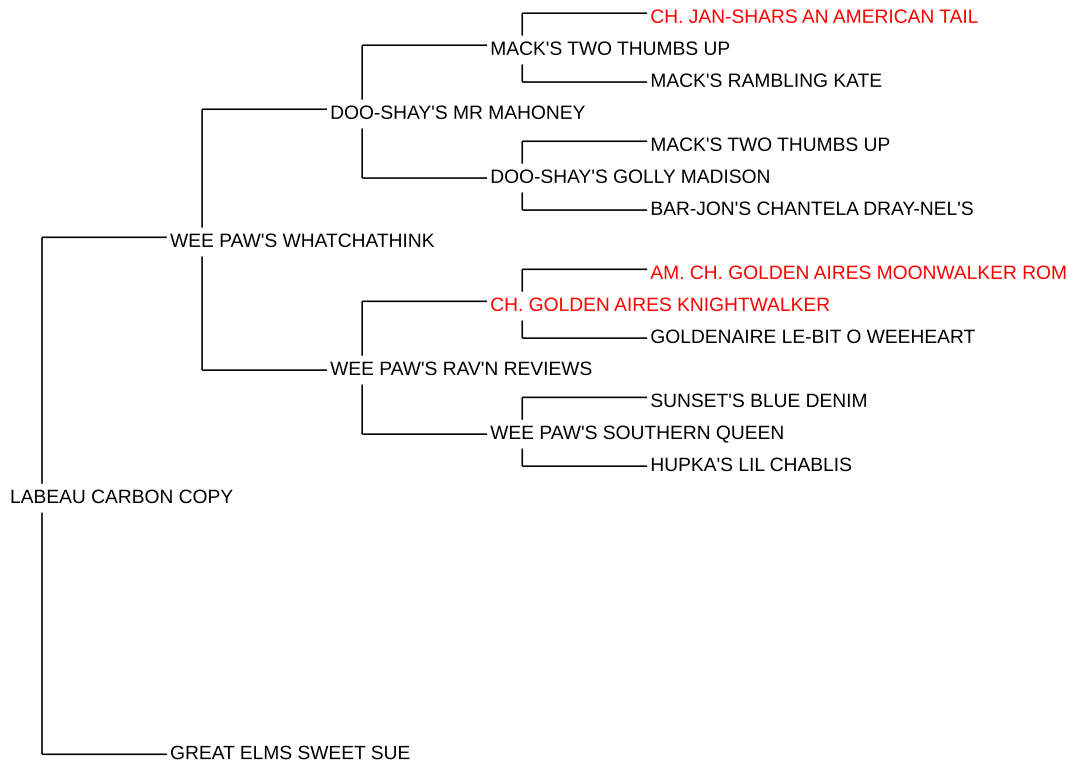 CH. JAN-SHARS AN AMERICAN TAIL
MACK'S TWO THUMBS UP
MACK'S RAMBLING KATE
DOO-SHAY'S MR MAHONEY
MACK'S TWO THUMBS UP
DOO-SHAY'S GOLLY MADISON
BAR-JON'S CHANTELA DRAY-NEL'S
WEE PAW'S WHATCHATHINK
AM. CH. GOLDEN AIRES MOONWALKER ROM
CH. GOLDEN AIRES KNIGHTWALKER
GOLDENAIRE LE-BIT O WEEHEART
WEE PAW'S RAV'N REVIEWS
SUNSET'S BLUE DENIM
WEE PAW'S SOUTHERN QUEEN
HUPKA'S LIL CHABLIS
LABEAU CARBON COPY
GREAT ELMS SWEET SUE